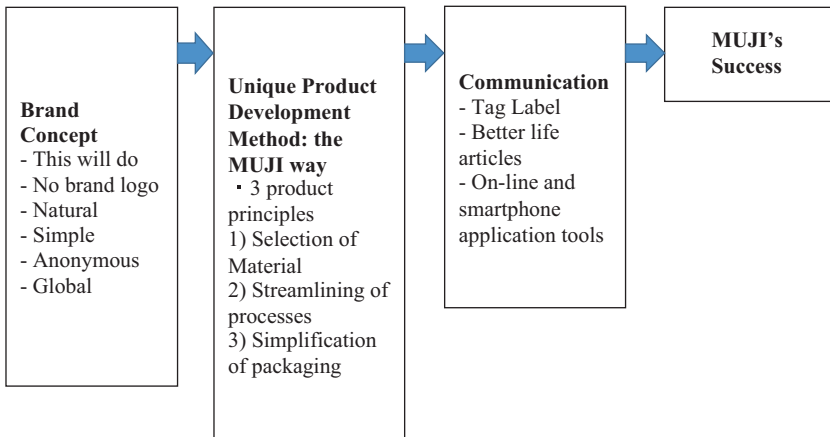 Brand
Concept
- This will do
- No brand logo
- Natural
- Simple
- Anonymous
- Global
Unique Product
Development
Method: the
MUJI way
・3 product
principles
1) Selection of
Material
2) Streamlining of
processes
3) Simplification
of packaging
Communication
- Tag Label
- Better life
articles
- On-line and
smartphone
application tools
MUJI’s
Success